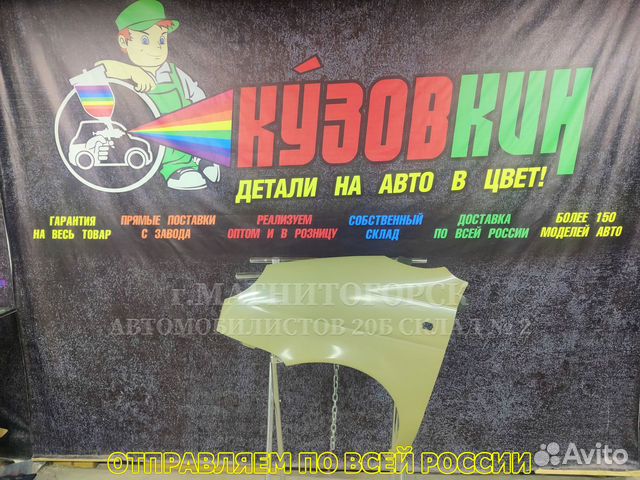 КУЗОВКИН
ДЕТАЛИ НА АВТО В ЦВЕТ!
ГАРАНТИЯ
НА ВЕСЬ ТОВАР
ПРЯМЫЕ ПОСТАВКИ
С ЗАВОДА
РЕАЛИЗУЕМ
ОПТОМ И В РОЗНИЦУ
СОБСТВЕННЫЙ
СКЛАД
ДОСТАВКА
ПО ВСЕЙ РОССИИ
БОЛЕЕ 150
МОДЕЛЕЙ АВТО
г.МАГНИТОГОРСК
АВТОМОБИЛИСТОВ 20Б СКЛАД № 2
ОТПРАВЛЯЕМ ПО ВСЕЙ РОССИИ
Avito